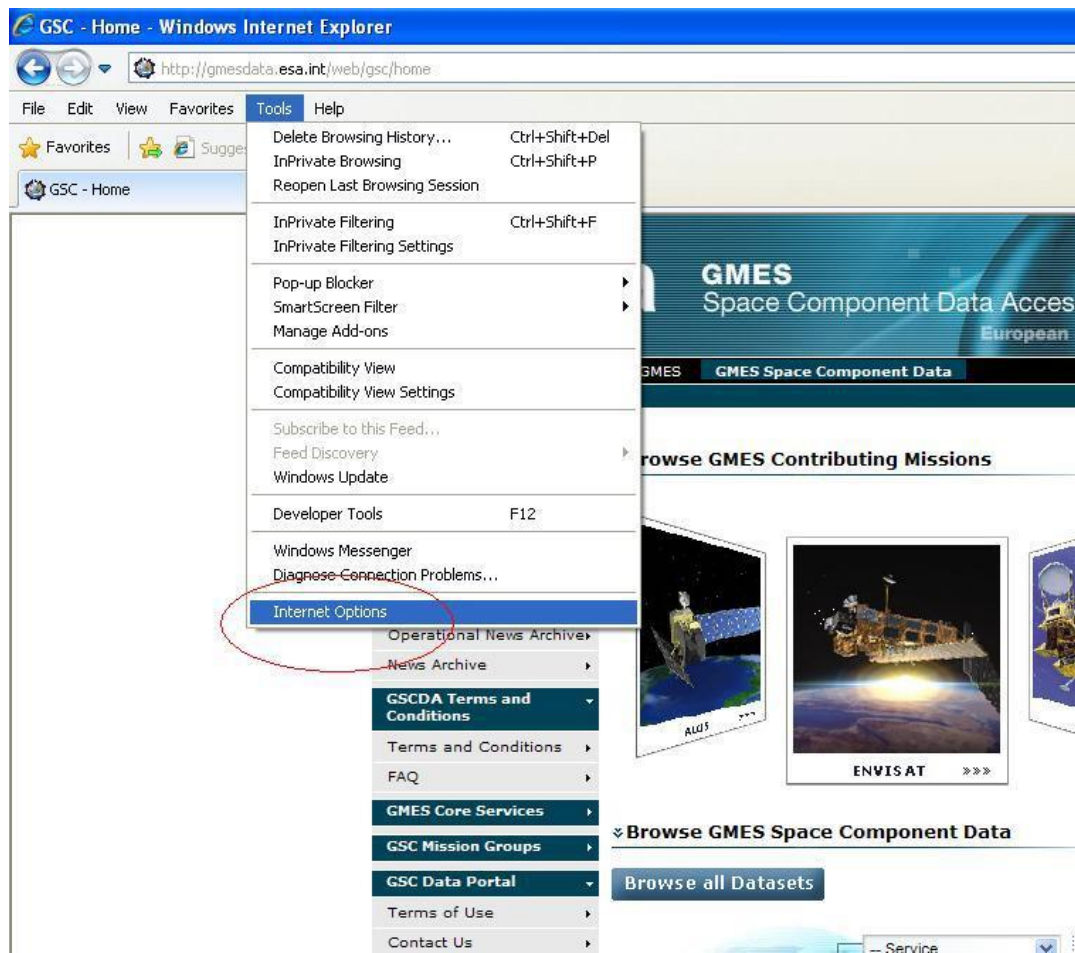 GSC - Home - Windows Internet Explorer
http://gmesdata.esa.int/web/gsc/home
File Edit View Favorites Tools Help
Favorites Sugge
GSC - Home
Delete Browsing History... Ctrl+Shift+Del
InPrivate Browsing Ctrl+Shift+P
Reopen Last Browsing Session
InPrivate Filtering Ctrl+Shift+F
InPrivate Filtering Settings
Pop-up Blocker
SmartScreen Filter
Manage Add-ons
Compatibility View
Compatibility View Settings
Subscribe to this Feed...
Feed Discovery
Windows Update
Developer Tools F12
Windows Messenger
Diagnose Connection Problems...
Internet Options
GMES
Space Component Data Acces
European
GMES GMES Space Component Data
rowse GMES Contributing Missions
ALOS >>>
ENVISAT >>>
Operational News Archive
News Archive
GSCDA Terms and
Conditions
Terms and Conditions
FAQ
GMES Core Services
GSC Mission Groups
GSC Data Portal
Terms of Use
Contact Us
Browse GMES Space Component Data
Browse all Datasets
-- Service